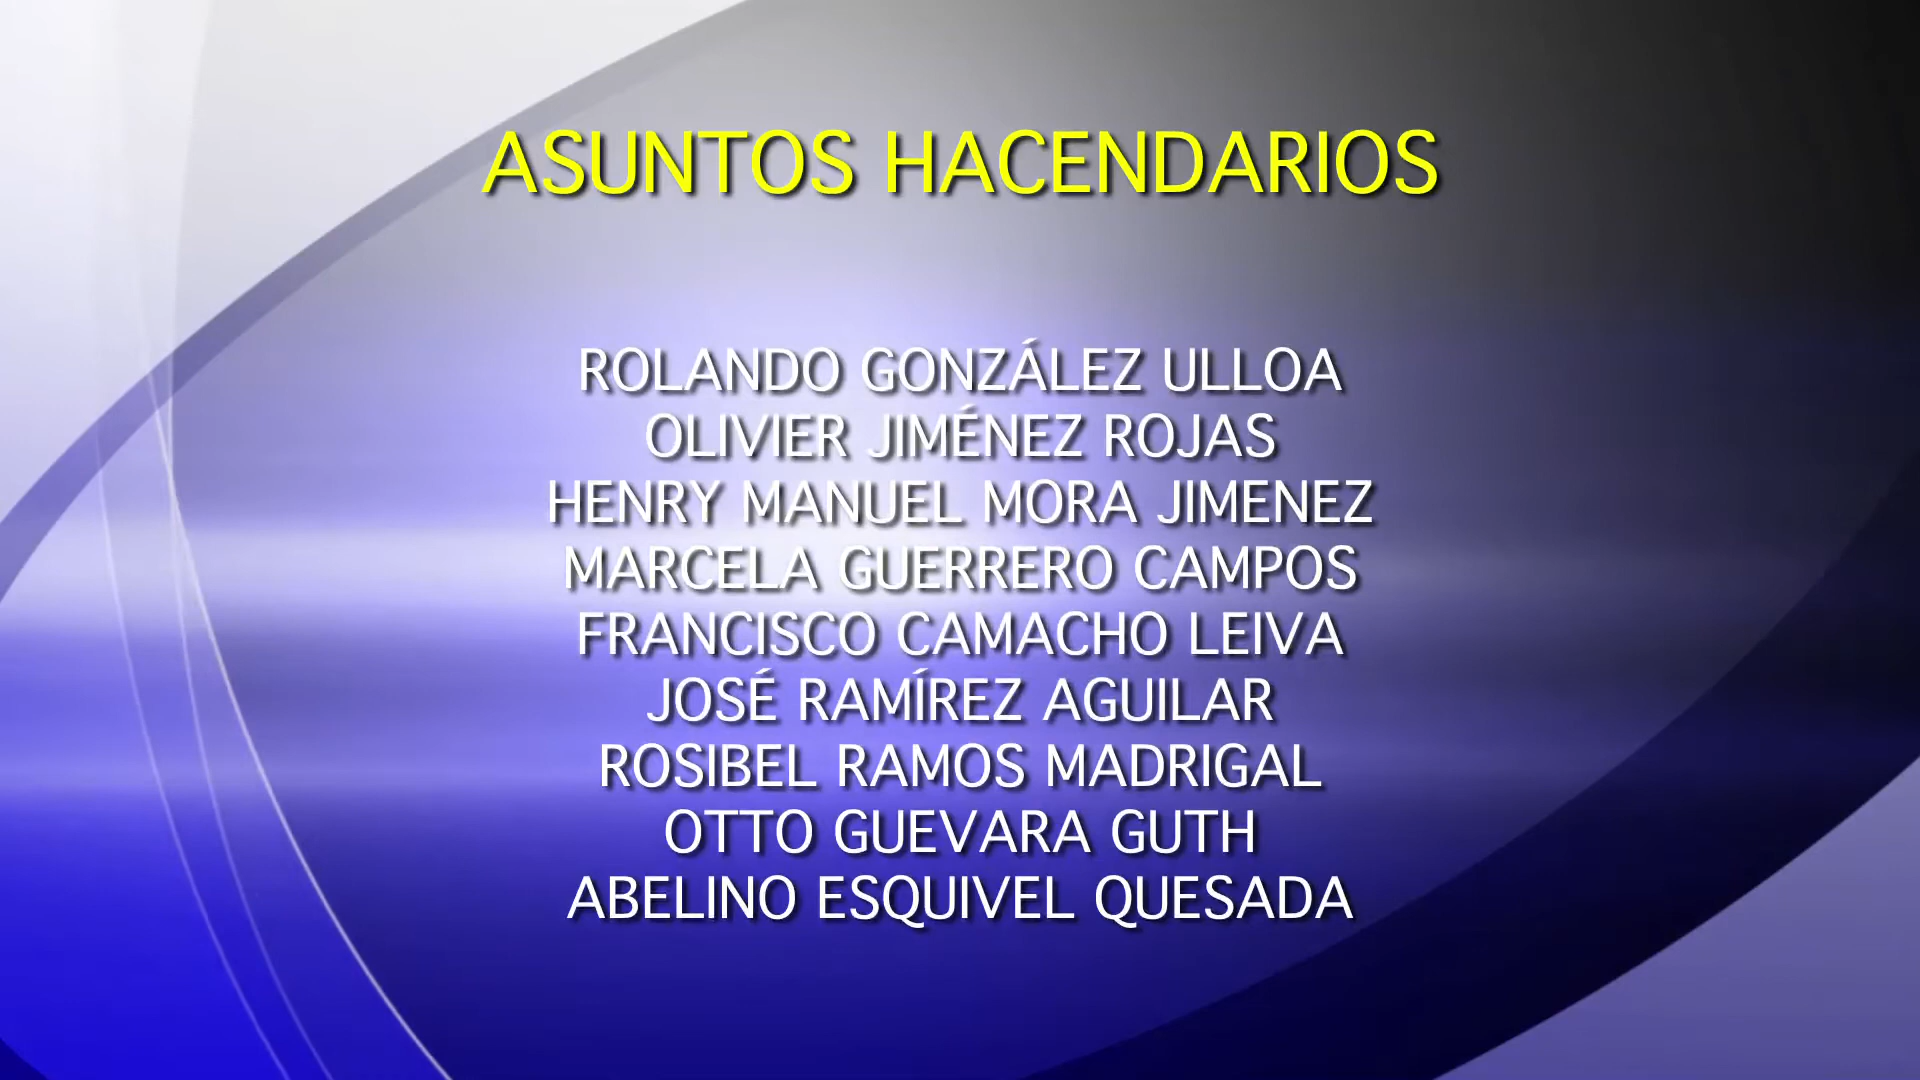 ASUNTOS HACENDARIOS
ROLANDO GONZÁLEZ ULLOA
OLIVIER JIMÉNEZ ROJAS
HENRY MANUEL MORA JIMENEZ
MARCELA GUERRERO CAMPOS
FRANCISCO CAMACHO LEIVA
JOSÉ RAMÍREZ AGUILAR
ROSIBEL RAMOS MADRIGAL
OTTO GUEVARA GUTH
ABELINO ESQUIVEL QUESADA